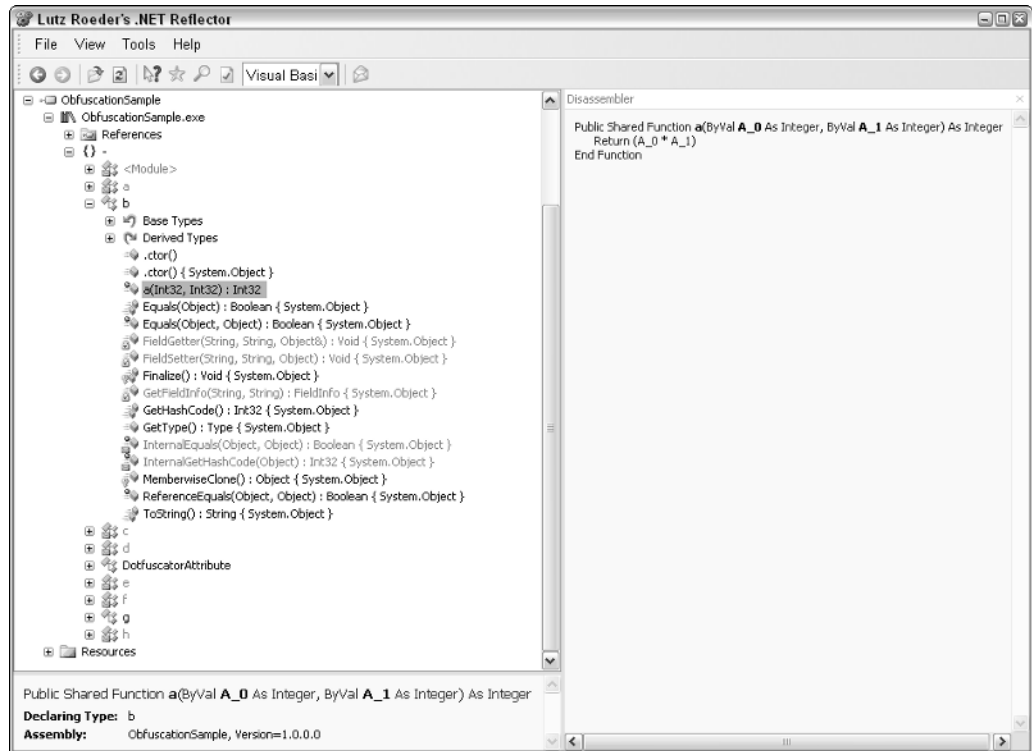 Lutz Roeder's .NET Reflector
File View Tools Help
Visual Basi
ObfuscationSample
ObfuscationSample.exe
References
{} -
<Module>
a
b
Base Types
Derived Types
.ctor()
.ctor() { System.Object }
a(Int32, Int32) : Int32
Equals(Object) : Boolean { System.Object }
Equals(Object, Object) : Boolean { System.Object }
FieldGetter(String, String, Object&) : Void { System.Object }
FieldSetter(String, String, Object) : Void { System.Object }
Finalize() : Void { System.Object }
GetFieldInfo(String, String) : FieldInfo { System.Object }
GetHashCode() : Int32 { System.Object }
GetType() : Type { System.Object }
InternalEquals(Object, Object) : Boolean { System.Object }
InternalGetHashCode(Object) : Int32 { System.Object }
MemberwiseClone() : Object { System.Object }
ReferenceEquals(Object, Object) : Boolean { System.Object }
ToString() : String { System.Object }
c
d
DotfuscatorAttribute
e
f
g
h
Resources
Public Shared Function a(ByVal A_0 As Integer, ByVal A_1 As Integer) As Integer
Declaring Type: b
Assembly: ObfuscationSample, Version=1.0.0.0
Disassembler
Public Shared Function a(ByVal A_0 As Integer, ByVal A_1 As Integer) As Integer
Return (A_0 * A_1)
End Function